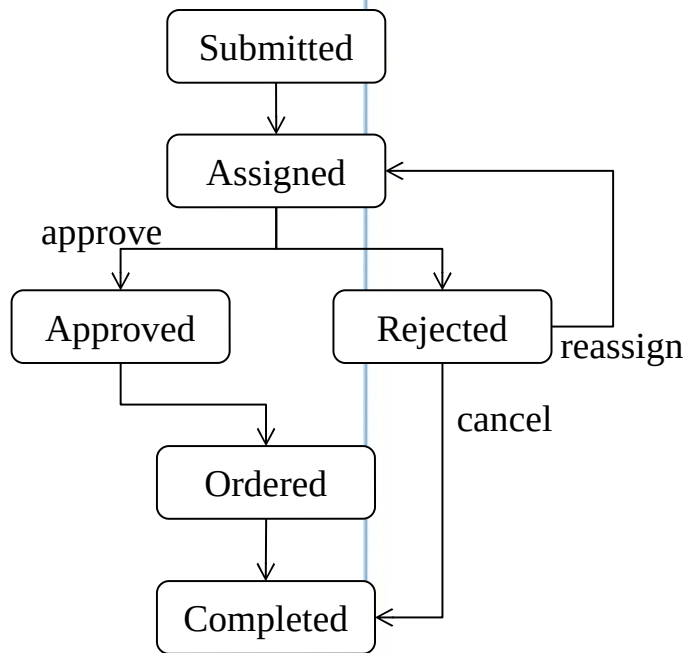 Submitted
Assigned
approve
Approved
Rejected
reassign
cancel
Ordered
Completed